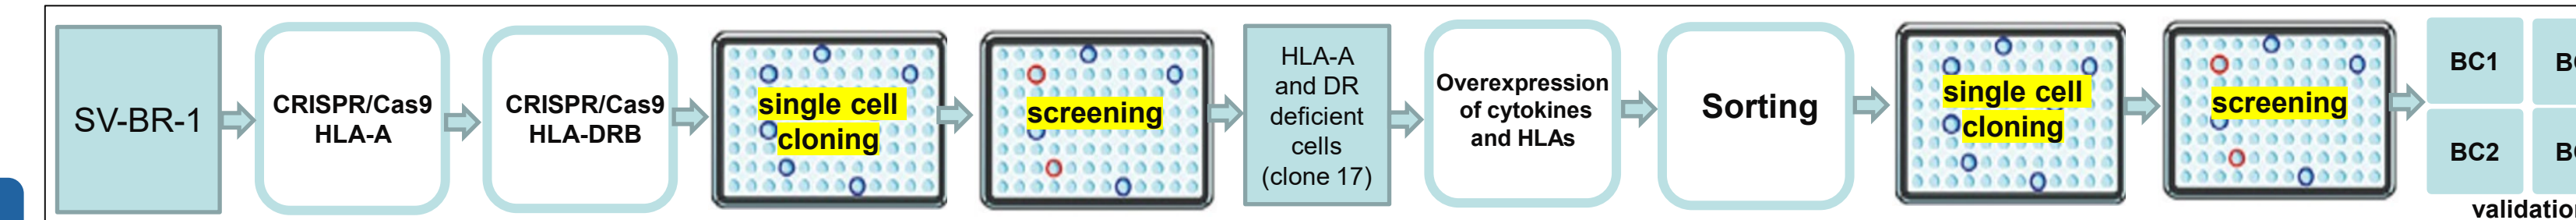 SV-BR-1
CRISPR/Cas9
HLA-A
CRISPR/Cas9
HLA-DRB
single cell
cloning
screening
HLA-A
and DR
deficient
cells
(clone 17)
Overexpression
of cytokines
and HLAs
Sorting
single cell
cloning
screening
BC1
BC2